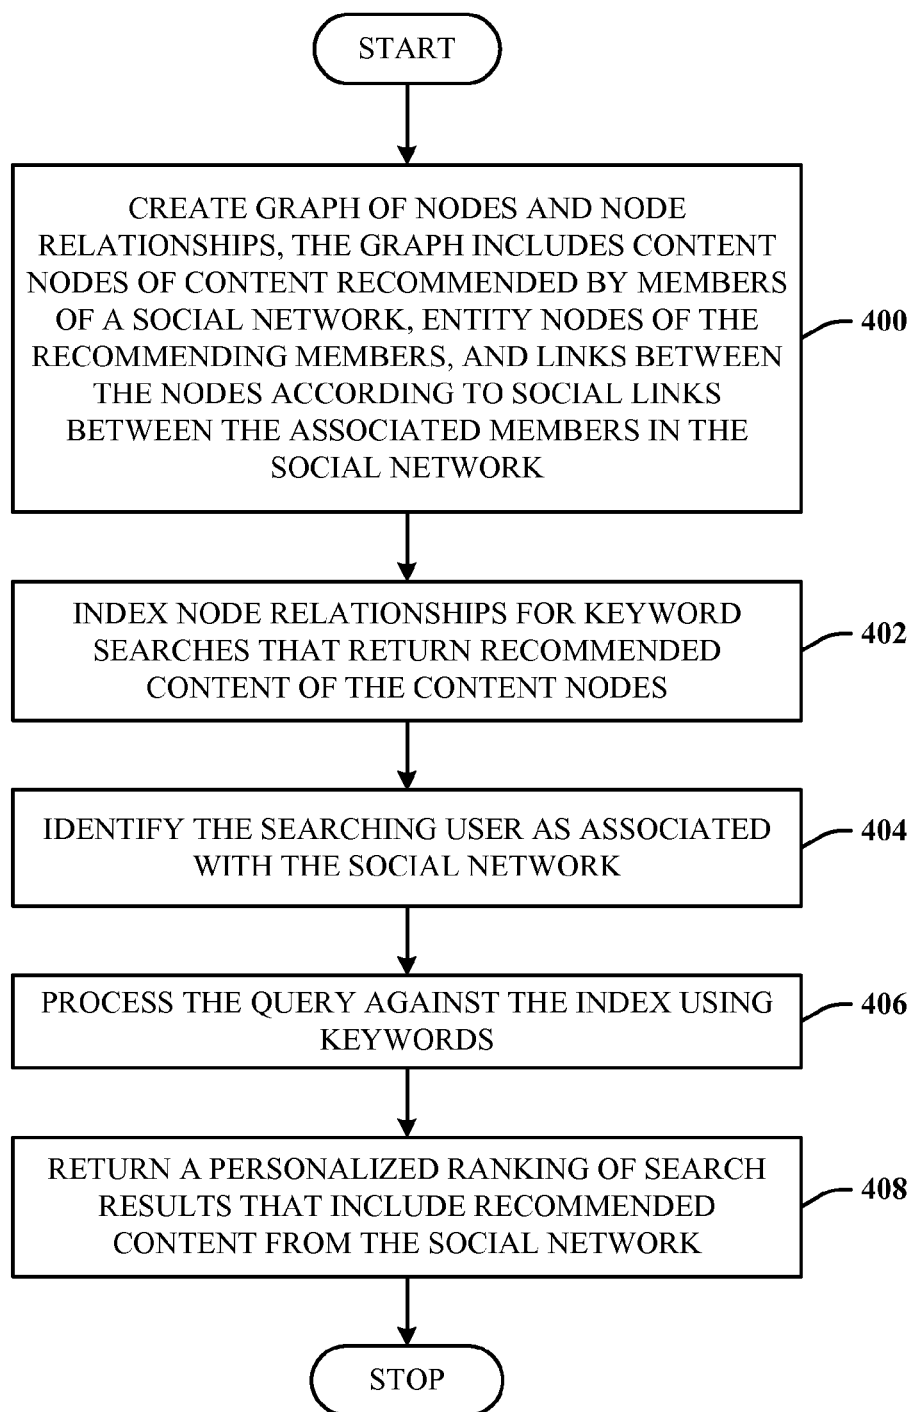 START
CREATE GRAPH OF NODES AND NODE
RELATIONSHIPS, THE GRAPH INCLUDES CONTENT
NODES OF CONTENT RECOMMENDED BY MEMBERS
OF A SOCIAL NETWORK, ENTITY NODES OF THE
RECOMMENDING MEMBERS, AND LINKS BETWEEN
THE NODES ACCORDING TO SOCIAL LINKS
BETWEEN THE ASSOCIATED MEMBERS IN THE
SOCIAL NETWORK
400
INDEX NODE RELATIONSHIPS FOR KEYWORD
SEARCHES THAT RETURN RECOMMENDED
CONTENT OF THE CONTENT NODES
402
IDENTIFY THE SEARCHING USER AS ASSOCIATED
WITH THE SOCIAL NETWORK
404
PROCESS THE QUERY AGAINST THE INDEX USING
KEYWORDS
406
RETURN A PERSONALIZED RANKING OF SEARCH
RESULTS THAT INCLUDE RECOMMENDED
CONTENT FROM THE SOCIAL NETWORK
408
STOP